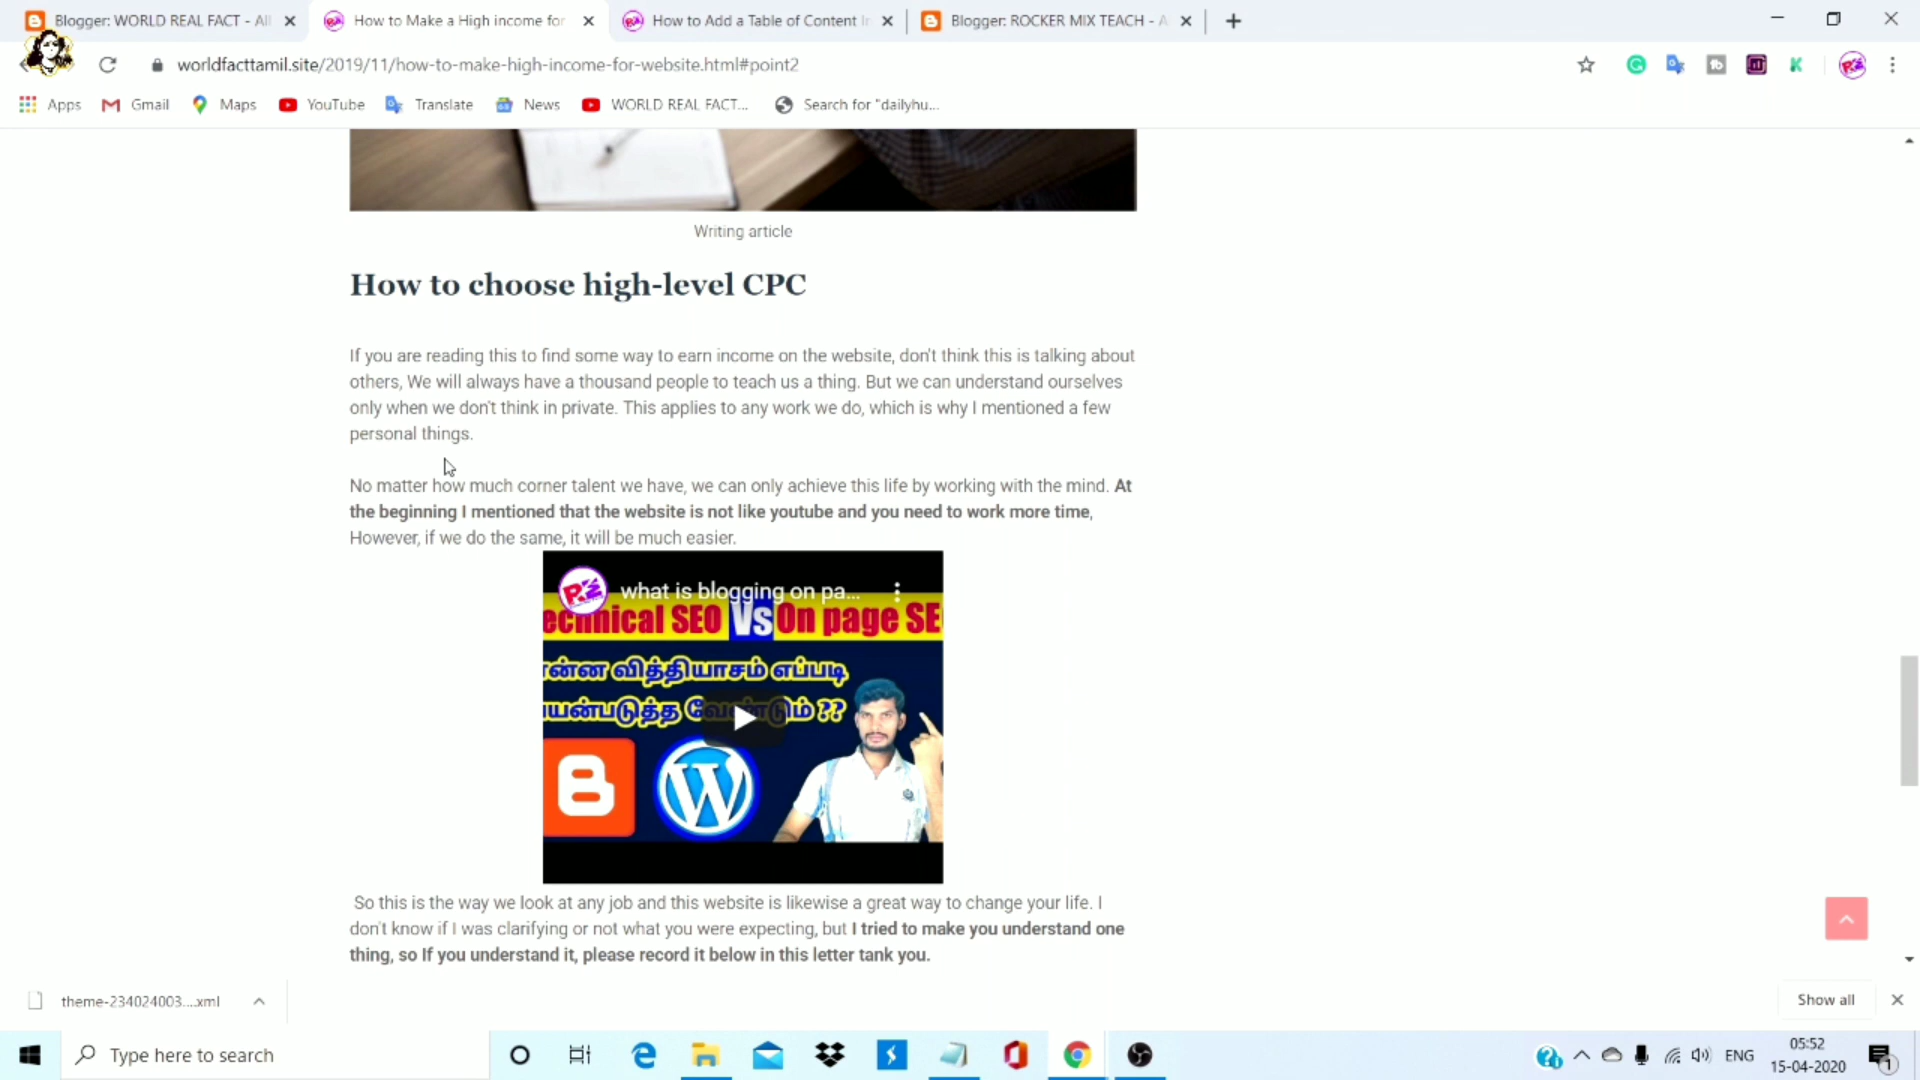 Blogger: WORLD REAL FACT - All
How to Make a High income for
How to Add a Table of Content I
Blogger: ROCKER MIX TEACH - A
worldfacttamil.site/2019/11/how-to-make-high-income-for-website.html#point2
Apps
Gmail
Maps
YouTube
Translate
News
WORLD REAL FACT...
Search for "dailyhu...
Writing article
How to choose high-level CPC
If you are reading this to find some way to earn income on the website, don't think this is talking about
others, We will always have a thousand people to teach us a thing. But we can understand ourselves
only when we don't think in private. This applies to any work we do, which is why I mentioned a few
personal things.
No matter how much corner talent we have, we can only achieve this life by working with the mind. At
the beginning I mentioned that the website is not like youtube and you need to work more time,
However, if we do the same, it will be much easier.
what is blogging on pa...
echnical SEO Vs On page SE
ன்ன வித்தியாசம் எப்படி
யன்படுத்த வேண்டும் ??
So this is the way we look at any job and this website is likewise a great way to change your life. I
don't know if I was clarifying or not what you were expecting, but I tried to make you understand one
thing, so If you understand it, please record it below in this letter tank you.
theme-234024003....xml
Show all
Type here to search
ENG
05:52
15-04-2020
1